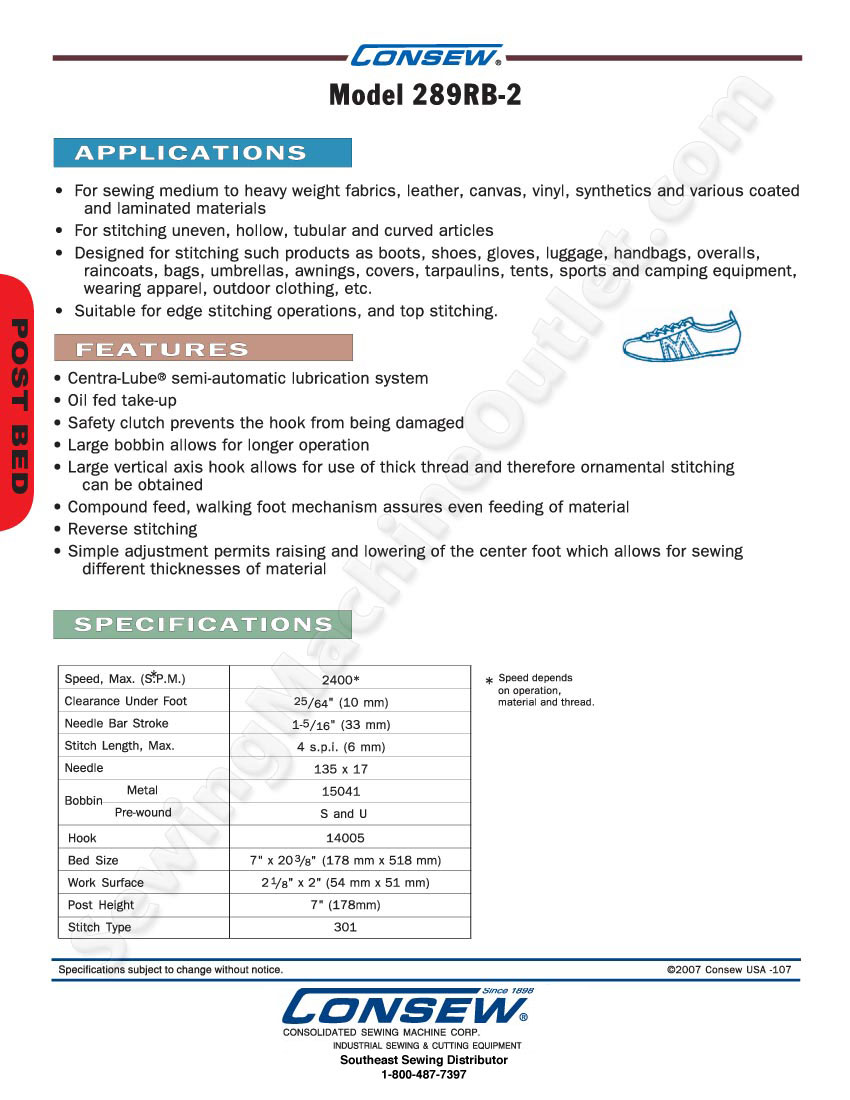 CONSEW®
Model 289RB-2
APPLICATIONS
• For sewing medium to heavy weight fabrics, leather, canvas, vinyl, synthetics and various coated
and laminated materials
• For stitching uneven, hollow, tubular and curved articles
• Designed for stitching such products as boots, shoes, gloves, luggage, handbags, overalls,
raincoats, bags, umbrellas, awnings, covers, tarpaulins, tents, sports and camping equipment,
wearing apparel, outdoor clothing, etc.
• Suitable for edge stitching operations, and top stitching.
M
POST BED
FEATURES
• Centra-Lube® semi-automatic lubrication system
• Oil fed take-up
• Safety clutch prevents the hook from being damaged
• Large bobbin allows for longer operation
• Large vertical axis hook allows for use of thick thread and therefore ornamental stitching
can be obtained
• Compound feed, walking foot mechanism assures even feeding of material
• Reverse stitching
• Simple adjustment permits raising and lowering of the center foot which allows for sewing
different thicknesses of material
SPECIFICATIONS
Speed, Max. (S.P.M.)* 2400*
* Speed depends
on operation,
material and thread.
Clearance Under Foot 25/64" (10 mm)
Needle Bar Stroke 1-5/16" (33 mm)
Stitch Length, Max. 4 s.p.i. (6 mm)
Needle 135 x 17
Bobbin Metal 15041
Pre-wound S and U
Hook 14005
Bed Size 7" x 20 3/8" (178 mm x 518 mm)
Work Surface 2 1/8" x 2" (54 mm x 51 mm)
Post Height 7" (178mm)
Stitch Type 301
SewingMachineOutlet.com
Specifications subject to change without notice. ©2007 Consew USA -107
Since 1898
CONSEW®
CONSOLIDATED SEWING MACHINE CORP.
INDUSTRIAL SEWING & CUTTING EQUIPMENT
Southeast Sewing Distributor
1-800-487-7397